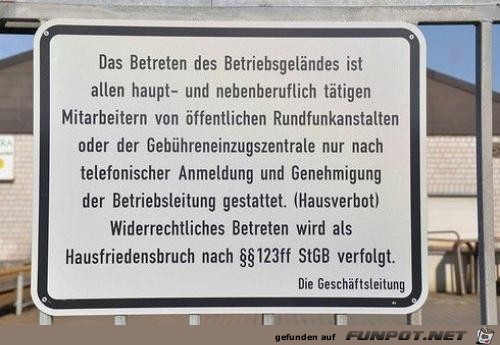 Das Betreten des Betriebsgeländes ist
allen haupt- und nebenberuflich tätigen
Mitarbeitern von öffentlichen Rundfunkanstalten
oder der Gebühreneinzugszentrale nur nach
telefonischer Anmeldung und Genehmigung
der Betriebsleitung gestattet. (Hausverbot)
Widerrechtliches Betreten wird als
Hausfriedensbruch nach §§123ff StGB verfolgt.
Die Geschäftsleitung
gefunden auf FUNPOT.NET